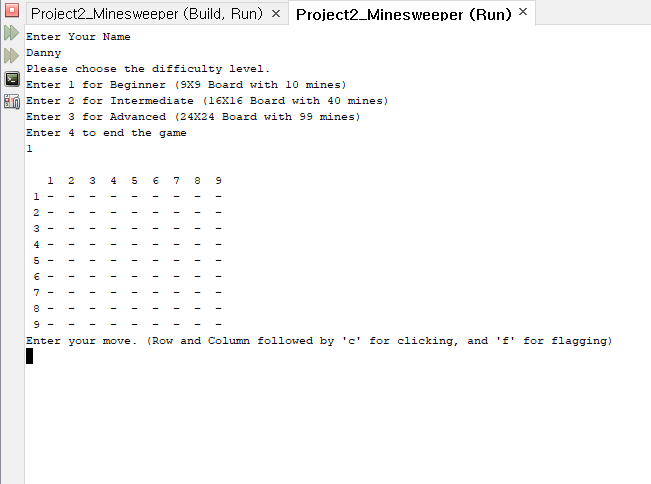 Project2_Minesweeper (Build, Run) × Project2_Minesweeper (Run) ×
Enter Your Name
Danny
Please choose the difficulty level.
Enter 1 for Beginner (9X9 Board with 10 mines)
Enter 2 for Intermediate (16X16 Board with 40 mines)
Enter 3 for Advanced (24X24 Board with 99 mines)
Enter 4 to end the game
1
1 2 3 4 5 6 7 8 9
1 - - - - - - - - -
2 - - - - - - - - -
3 - - - - - - - - -
4 - - - - - - - - -
5 - - - - - - - - -
6 - - - - - - - - -
7 - - - - - - - - -
8 - - - - - - - - -
9 - - - - - - - - -
Enter your move. (Row and Column followed by 'c' for clicking, and 'f' for flagging)